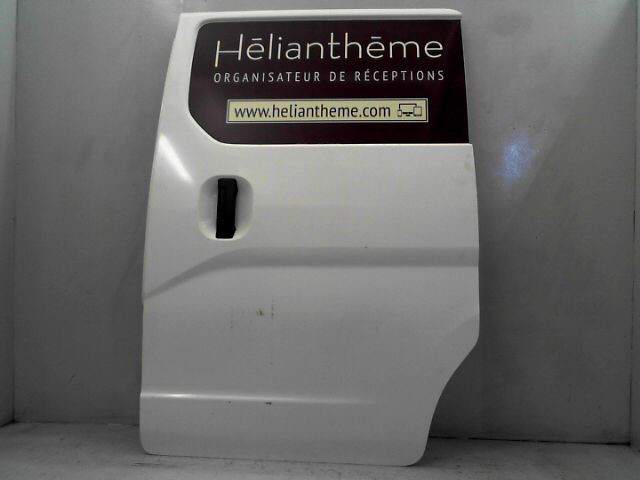 Hēlianthēme
ORGANISATEUR DE RÉCEPTIONS
www.heliantheme.com